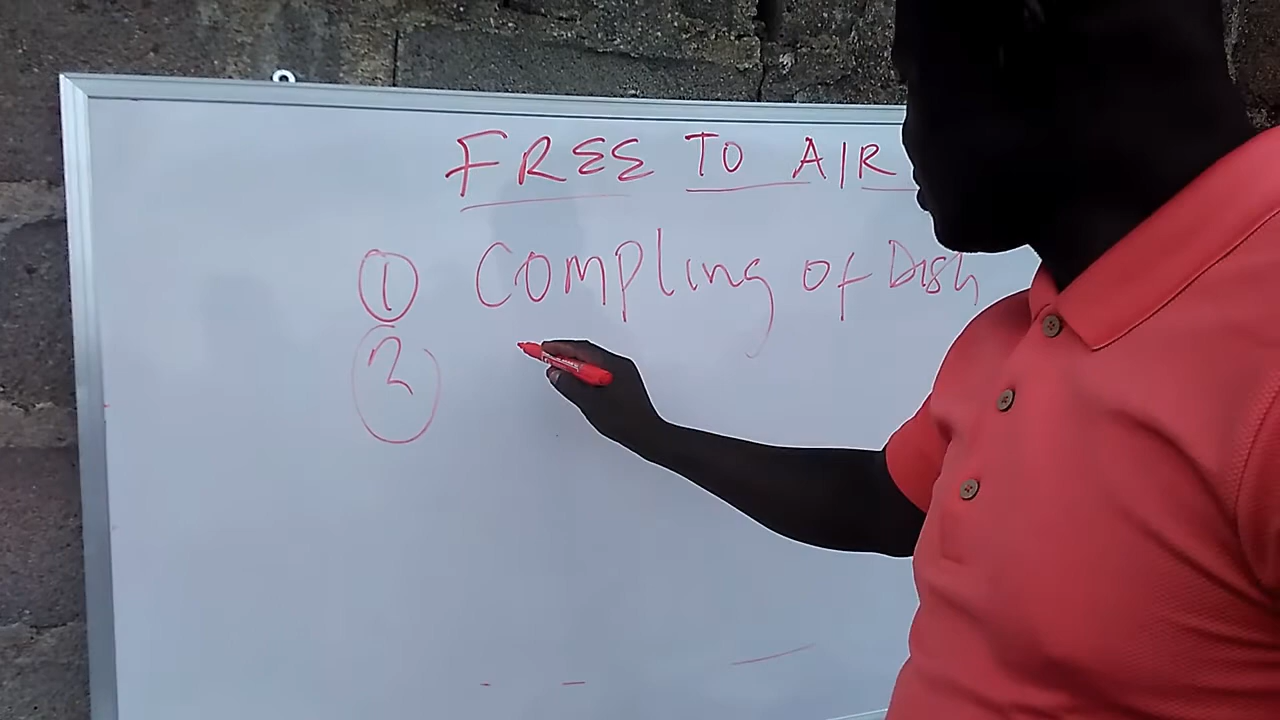 FREE TO AIR
① Compling of Dish
②